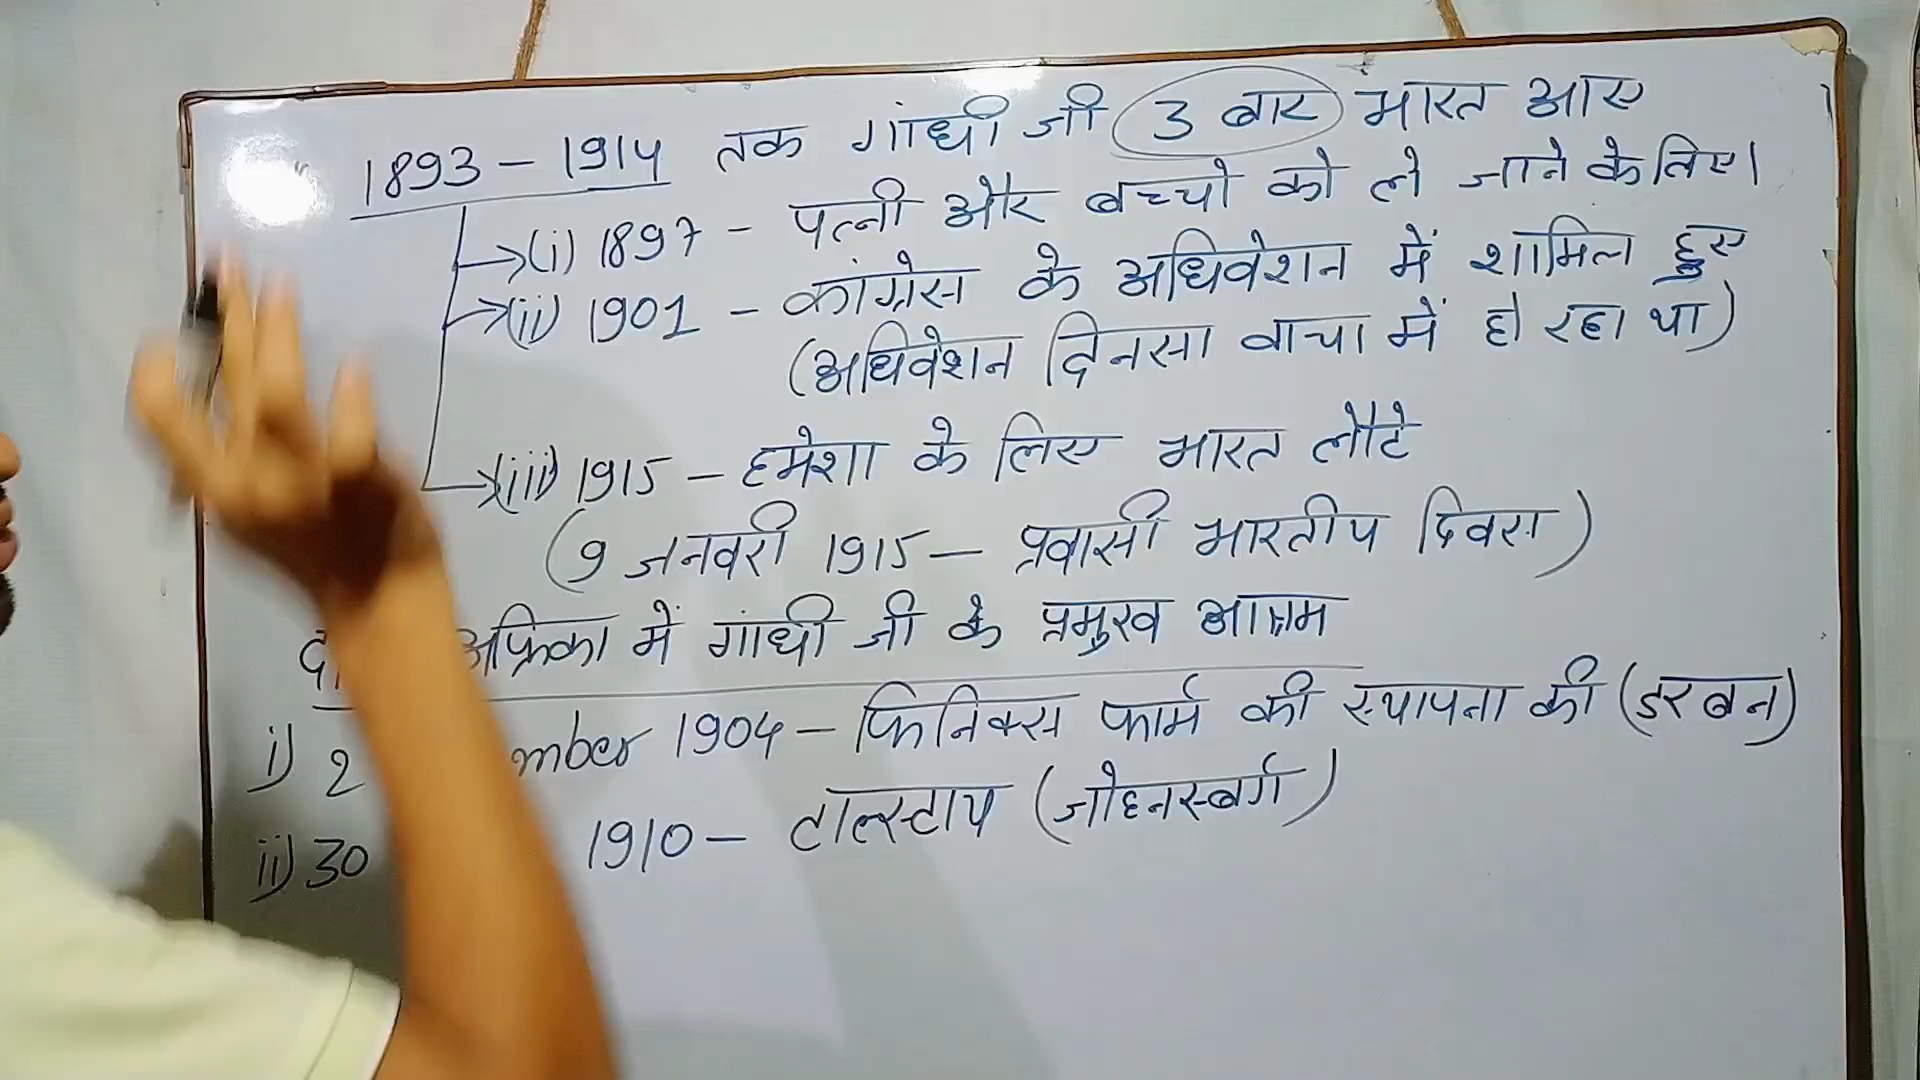 1893 – 1914 तक गांधी जी 3 बार भारत आए
→(i) 1897 – पत्नी और बच्चो को ले जाने के लिए।
→(ii) 1901 – कांग्रेस के अधिवेशन में शामिल हुए
(अधिवेशन दिनसा वाचा में हो रहा था)
→(iii) 1915 – हमेशा के लिए भारत लौटे
(9 जनवरी 1915 – प्रवासी भारतीय दिवस)
अफ्रिका में गांधी जी के प्रमुख आश्रम
i) 2 mber 1904 – फिनिक्स फार्म की स्थापना की (डरबन)
ii) 30 1910 – टाल्स्टाय (जोहनस्बर्ग)